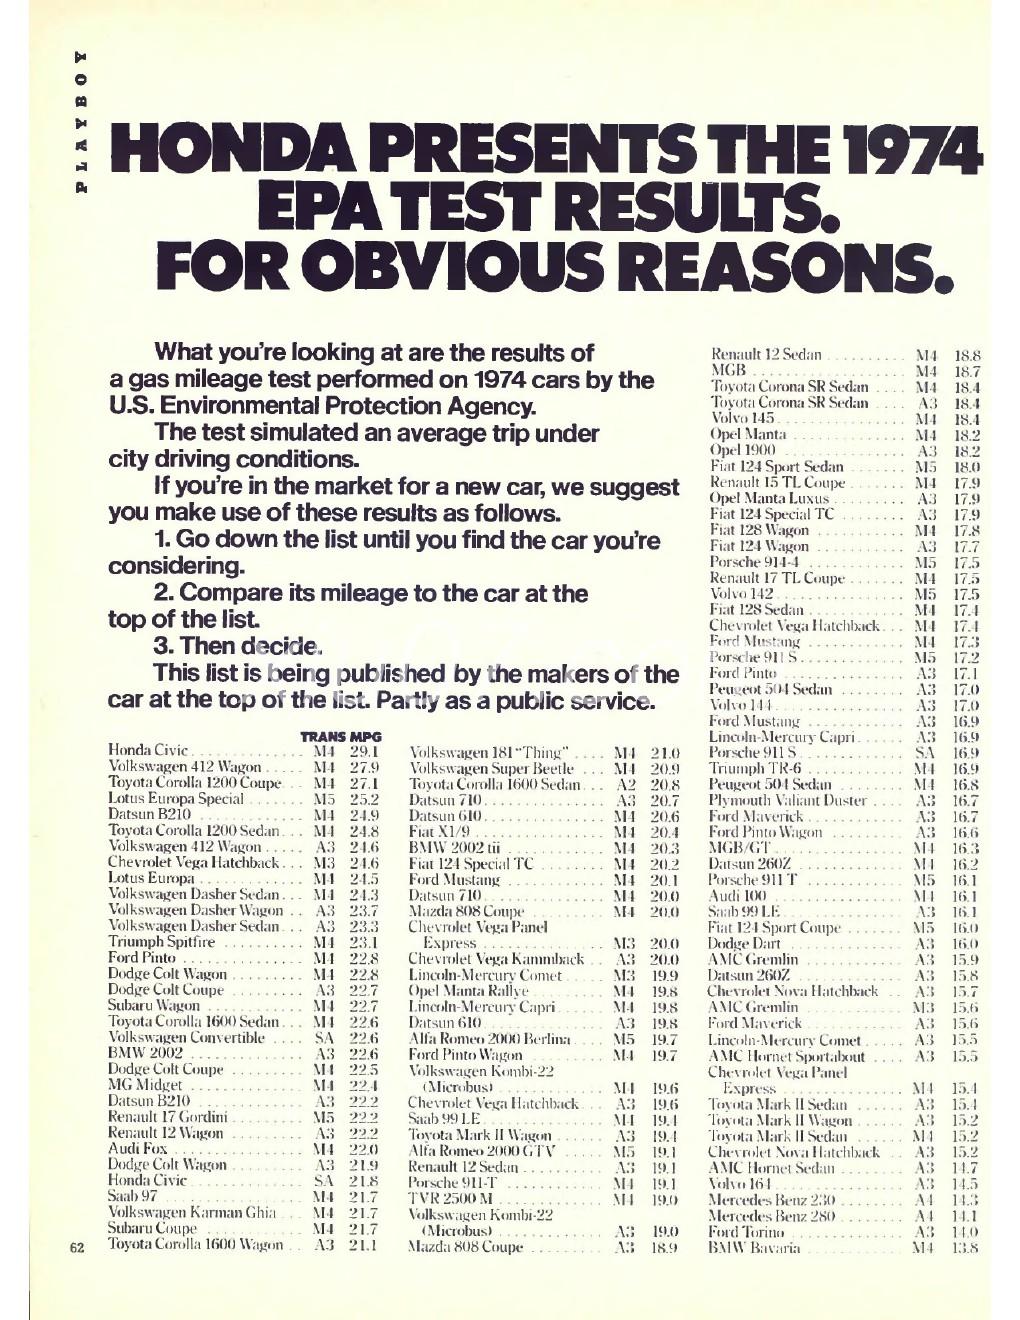 PLAYBOY
HONDA PRESENTS THE 1974
EPA TEST RESULTS.
FOR OBVIOUS REASONS.
What you're looking at are the results of
a gas mileage test performed on 1974 cars by the
U.S. Environmental Protection Agency.
The test simulated an average trip under
city driving conditions.
If you're in the market for a new car, we suggest
you make use of these results as follows.
1. Go down the list until you find the car you're
considering.
2. Compare its mileage to the car at the
top of the list.
3. Then decide.
This list is being published by the makers of the
car at the top of the list. Partly as a public service.
TRANS MPG
Honda Civic . . . . . . . . . . . . . . M4 29.1
Volkswagen 412 Wagon . . . . . M4 27.9
Toyota Corolla 1200 Coupe . . M4 27.1
Lotus Europa Special . . . . . . . M5 25.2
Datsun B210 . . . . . . . . . . . . . . M4 24.9
Toyota Corolla 1200 Sedan . . . M4 24.8
Volkswagen 412 Wagon . . . . . A3 24.6
Chevrolet Vega Hatchback . . . M3 24.6
Lotus Europa . . . . . . . . . . . . . M4 24.5
Volkswagen Dasher Sedan . . . M4 24.3
Volkswagen Dasher Wagon . . A3 23.7
Volkswagen Dasher Sedan . . . A3 23.3
Triumph Spitfire . . . . . . . . . . M4 23.1
Ford Pinto . . . . . . . . . . . . . . . M4 22.8
Dodge Colt Wagon . . . . . . . . . M4 22.8
Dodge Colt Coupe . . . . . . . . . A3 22.7
Subaru Wagon . . . . . . . . . . . . M4 22.7
Toyota Corolla 1600 Sedan . . . M4 22.6
Volkswagen Convertible . . . . SA 22.6
BMW 2002 . . . . . . . . . . . . . . A3 22.6
Dodge Colt Coupe . . . . . . . . . M4 22.5
MG Midget . . . . . . . . . . . . . . M4 22.4
Datsun B210 . . . . . . . . . . . . . A3 22.2
Renault 17 Gordini . . . . . . . . . M5 22.2
Renault 12 Wagon . . . . . . . . . A3 22.2
Audi Fox . . . . . . . . . . . . . . . . M4 22.0
Dodge Colt Wagon . . . . . . . . . A3 21.9
Honda Civic . . . . . . . . . . . . . . SA 21.8
Saab 97 . . . . . . . . . . . . . . . . . M4 21.7
Volkswagen Karman Ghia . . . M4 21.7
Subaru Coupe . . . . . . . . . . . . M4 21.7
Toyota Corolla 1600 Wagon . . A3 21.1
Volkswagen 181 "Thing" . . . . M4 21.0
Volkswagen Super Beetle . . . M4 20.9
Toyota Corolla 1600 Sedan . . . A2 20.8
Datsun 710 . . . . . . . . . . . . . . A3 20.7
Datsun 610 . . . . . . . . . . . . . . M4 20.6
Fiat X1/9 . . . . . . . . . . . . . . . M4 20.4
BMW 2002 tii . . . . . . . . . . . . M4 20.3
Fiat 124 Special TC . . . . . . . . M4 20.2
Ford Mustang . . . . . . . . . . . . M4 20.1
Datsun 710 . . . . . . . . . . . . . . M4 20.0
Mazda 808 Coupe . . . . . . . . . M4 20.0
Chevrolet Vega Panel
Express . . . . . . . . . . . . . . . M3 20.0
Chevrolet Vega Kammback . . A3 20.0
Lincoln-Mercury Comet . . . . M3 19.9
Opel Manta Rallye . . . . . . . . . M4 19.8
Lincoln-Mercury Capri . . . . . M4 19.8
Datsun 610 . . . . . . . . . . . . . . A3 19.8
Alfa Romeo 2000 Berlina . . . . M5 19.7
Ford Pinto Wagon . . . . . . . . . M4 19.7
Volkswagen Kombi-22
(Microbus) . . . . . . . . . . . . . M4 19.6
Chevrolet Vega Hatchback . . . A3 19.6
Saab 99 LE . . . . . . . . . . . . . . M4 19.4
Toyota Mark II Wagon . . . . . . A3 19.4
Alfa Romeo 2000 GTV . . . . . M5 19.1
Renault 12 Sedan . . . . . . . . . . A3 19.1
Porsche 911-T . . . . . . . . . . . . M4 19.1
TVR 2500 M . . . . . . . . . . . . . M4 19.0
Volkswagen Kombi-22
(Microbus) . . . . . . . . . . . . . A3 19.0
Mazda 808 Coupe . . . . . . . . . A3 18.9
Renault 12 Sedan . . . . . . . . . . M4 18.8
MGB . . . . . . . . . . . . . . . . . . . M4 18.7
Toyota Corona SR Sedan . . . . M4 18.4
Toyota Corona SR Sedan . . . . A3 18.4
Volvo 145 . . . . . . . . . . . . . . . M4 18.4
Opel Manta . . . . . . . . . . . . . . M4 18.2
Opel 1900 . . . . . . . . . . . . . . . A3 18.2
Fiat 124 Sport Sedan . . . . . . . M5 18.0
Renault 15 TL Coupe . . . . . . . M4 17.9
Opel Manta Luxus . . . . . . . . . A3 17.9
Fiat 124 Special TC . . . . . . . . A3 17.9
Fiat 128 Wagon . . . . . . . . . . . M4 17.8
Fiat 124 Wagon . . . . . . . . . . . A3 17.7
Porsche 914-4 . . . . . . . . . . . . M5 17.5
Renault 17 TL Coupe . . . . . . . M4 17.5
Volvo 142 . . . . . . . . . . . . . . . M5 17.5
Fiat 128 Sedan . . . . . . . . . . . . M4 17.4
Chevrolet Vega Hatchback . . . M4 17.4
Ford Mustang . . . . . . . . . . . . M4 17.3
Porsche 911 S . . . . . . . . . . . . M5 17.2
Ford Pinto . . . . . . . . . . . . . . . A3 17.1
Peugeot 504 Sedan . . . . . . . . A3 17.0
Volvo 144 . . . . . . . . . . . . . . . A3 17.0
Ford Mustang . . . . . . . . . . . . A3 16.9
Lincoln-Mercury Capri . . . . . A3 16.9
Porsche 911 S . . . . . . . . . . . . SA 16.9
Triumph TR-6 . . . . . . . . . . . . M4 16.9
Peugeot 504 Sedan . . . . . . . . M4 16.8
Plymouth Valiant Duster . . . . A3 16.7
Ford Maverick . . . . . . . . . . . . A3 16.7
Ford Pinto Wagon . . . . . . . . . A3 16.6
MGB/GT . . . . . . . . . . . . . . . . M4 16.3
Datsun 260Z . . . . . . . . . . . . . M4 16.2
Porsche 911 T . . . . . . . . . . . . M5 16.1
Audi 100 . . . . . . . . . . . . . . . . M4 16.1
Saab 99 LE . . . . . . . . . . . . . . A3 16.1
Fiat 124 Sport Coupe . . . . . . . M5 16.0
Dodge Dart . . . . . . . . . . . . . . A3 16.0
AMC Gremlin . . . . . . . . . . . . A3 15.9
Datsun 260Z . . . . . . . . . . . . . A3 15.8
Chevrolet Nova Hatchback . . A3 15.7
AMC Gremlin . . . . . . . . . . . . M3 15.6
Ford Maverick . . . . . . . . . . . . A3 15.6
Lincoln-Mercury Comet . . . . . A3 15.5
AMC Hornet Sportabout . . . . A3 15.5
Chevrolet Vega Panel
Express . . . . . . . . . . . . . . . M4 15.4
Toyota Mark II Sedan . . . . . . . A3 15.4
Toyota Mark II Wagon . . . . . . A3 15.2
Toyota Mark II Sedan . . . . . . . M4 15.2
Chevrolet Nova Hatchback . . A3 15.2
AMC Hornet Sedan . . . . . . . . A3 14.7
Volvo 164 . . . . . . . . . . . . . . . A3 14.5
Mercedes Benz 230 . . . . . . . . A4 14.3
Mercedes Benz 280 . . . . . . . . A4 14.1
Ford Torino . . . . . . . . . . . . . . A3 14.0
BMW Bavaria . . . . . . . . . . . . M4 13.8
62